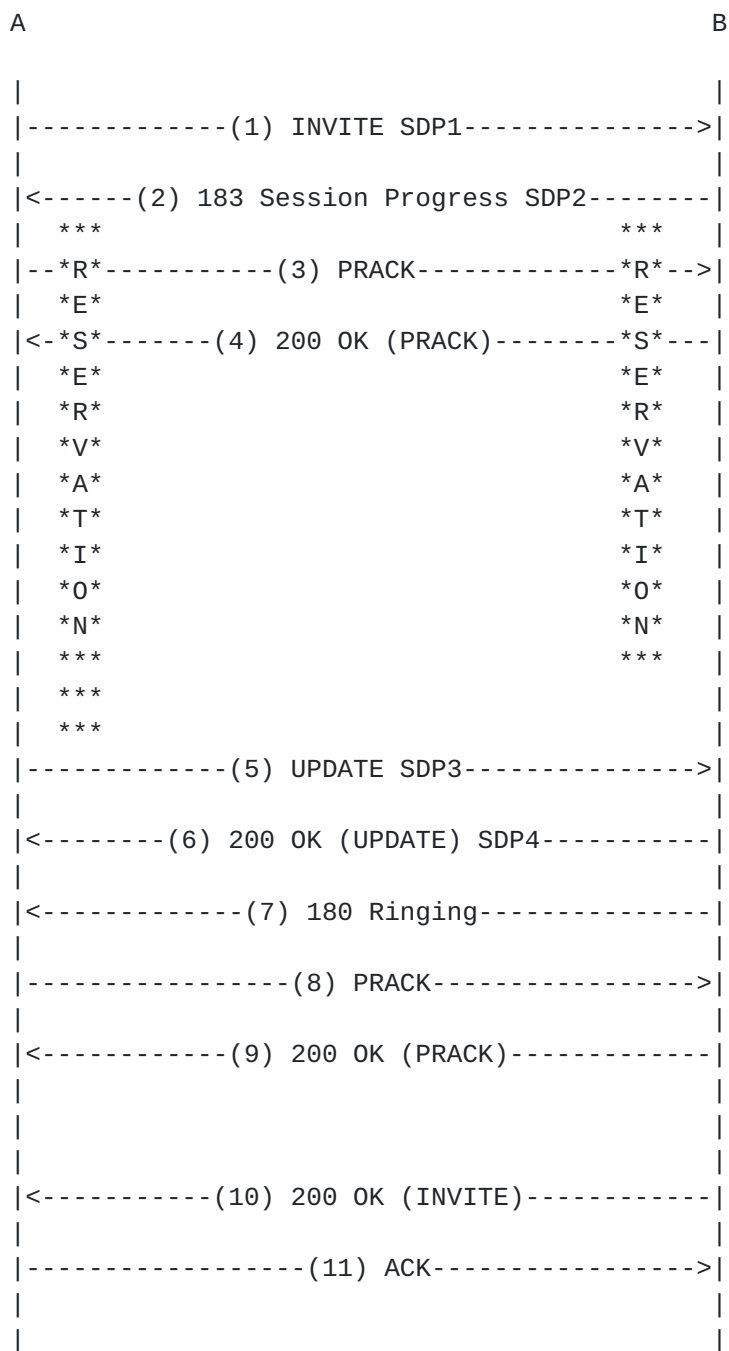 A                                            B

|                                            |
|-------------(1) INVITE SDP1--------------->|
|                                            |
|<------(2) 183 Session Progress SDP2--------|
|  ***                                 ***   |
|--*R*-----------(3) PRACK-------------*R*-->|
|  *E*                                 *E*   |
|<-*S*-------(4) 200 OK (PRACK)--------*S*---|
|  *E*                                 *E*   |
|  *R*                                 *R*   |
|  *V*                                 *V*   |
|  *A*                                 *A*   |
|  *T*                                 *T*   |
|  *I*                                 *I*   |
|  *O*                                 *O*   |
|  *N*                                 *N*   |
|  ***                                 ***   |
|  ***                                       |
|  ***                                       |
|-------------(5) UPDATE SDP3--------------->|
|                                            |
|<--------(6) 200 OK (UPDATE) SDP4-----------|
|                                            |
|<-------------(7) 180 Ringing---------------|
|                                            |
|-----------------(8) PRACK----------------->|
|                                            |
|<------------(9) 200 OK (PRACK)-------------|
|                                            |
|                                            |
|                                            |
|<-----------(10) 200 OK (INVITE)------------|
|                                            |
|------------------(11) ACK----------------->|
|                                            |
|                                            |